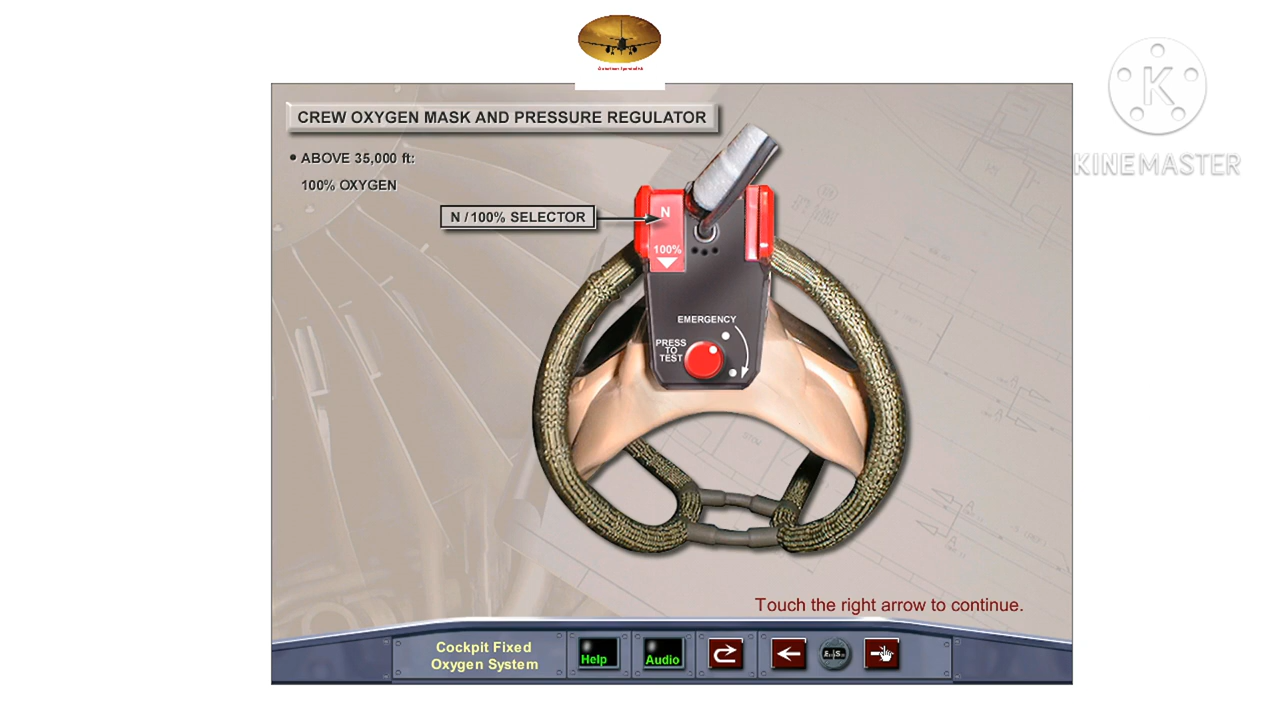 KINEMASTER
CREW OXYGEN MASK AND PRESSURE REGULATOR
• ABOVE 35,000 ft:
100% OXYGEN
N / 100% SELECTOR
N
100%
EMERGENCY
PRESS
TO
TEST
Touch the right arrow to continue.
Cockpit Fixed
Oxygen System
Help
Audio